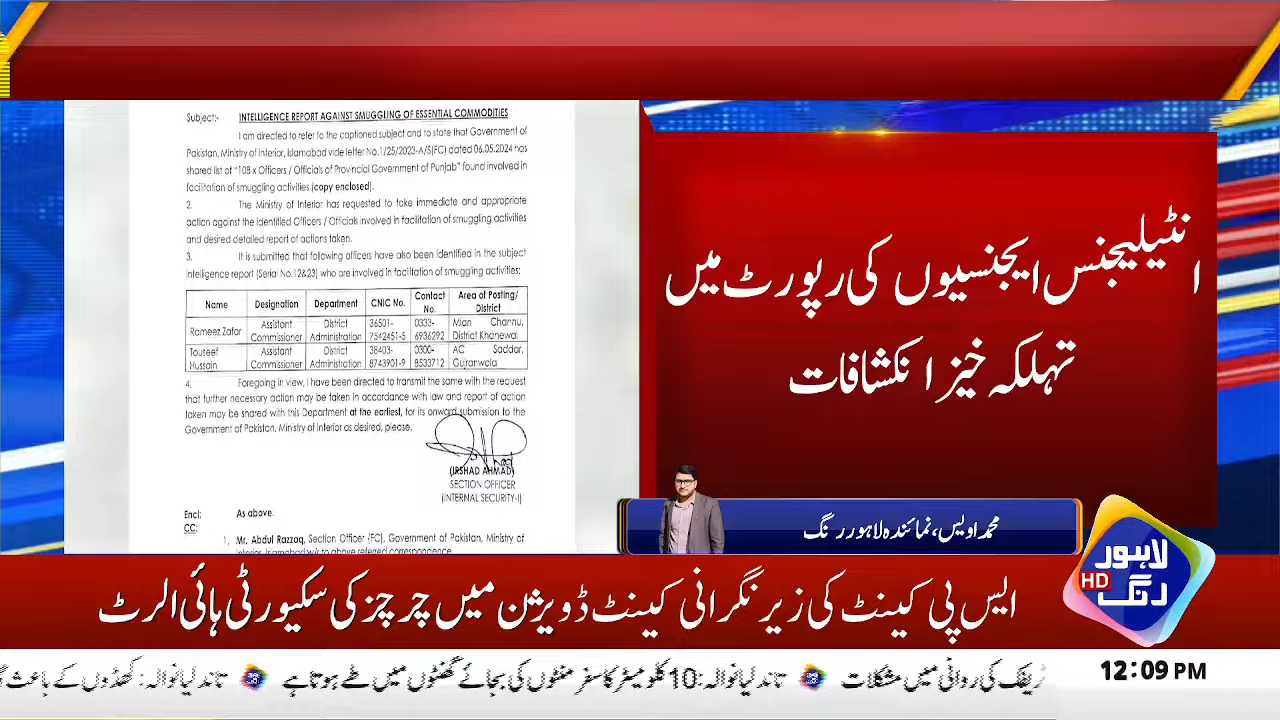 Subject:- INTELLIGENCE REPORT AGAINST SMUGGLING OF ESSENTIAL COMMODITIES
I am directed to refer to the captioned subject and to state that Government of
Pakistan, Ministry of Interior, Islamabad vide letter No.1/25/2023-A/S(FC) dated 06.05.2024 has
shared list of "108 x Officers / Officials of Provincial Government of Punjab" found involved in
facilitation of smuggling activities (copy enclosed).
2. The Ministry of Interior has requested to take immediate and appropriate
action against the identified Officers / Officials involved in facilitation of smuggling activities
and desired detailed report of actions taken.
3. It is submitted that following officers have also been identified in the subject
intelligence report (Serial No.12&23) who are involved in facilitation of smuggling activities:
Name Designation Department CNIC No. Contact No. Area of Posting/ District
Rameez Zafar Assistant Commissioner District Administration 36501-7542451-5 0333-6936292 Mian Channu, District Khanewal
Touseef Hussain Assistant Commissioner District Administration 38403-8743901-9 0300-8533712 AC Saddar, Gujranwala
4. Foregoing in view, I have been directed to transmit the same with the request
that further necessary action may be taken in accordance with law and report of action
taken may be shared with this Department at the earliest, for its onward submission to the
Government of Pakistan, Ministry of Interior as desired, please.
(IRSHAD AHMAD)
SECTION OFFICER
(INTERNAL SECURITY-I)
Encl: As above.
CC:
1. Mr. Abdul Razzaq, Section Officer (FC), Government of Pakistan, Ministry of
Interior, Islamabad w/r to above referred correspondence
انٹیلیجنس ایجنسیوں کی رپورٹ میں
تہلکہ خیز انکشافات
محمد اویس، نمائندہ لاہور رنگ
لاہور
رنگ
HD
ایس پی کینٹ کی زیر نگرانی کینٹ ڈویژن میں چرچز کی سکیورٹی ہائی الرٹ
ٹریفک کی روانی میں مشکلات تاندلیانوالہ: 10 کلومیٹر کا سفر منٹوں کی بجائے گھنٹوں میں طے ہوتا ہے تاندلیانوالہ: کھڈوں کے باعث
12:09 PM